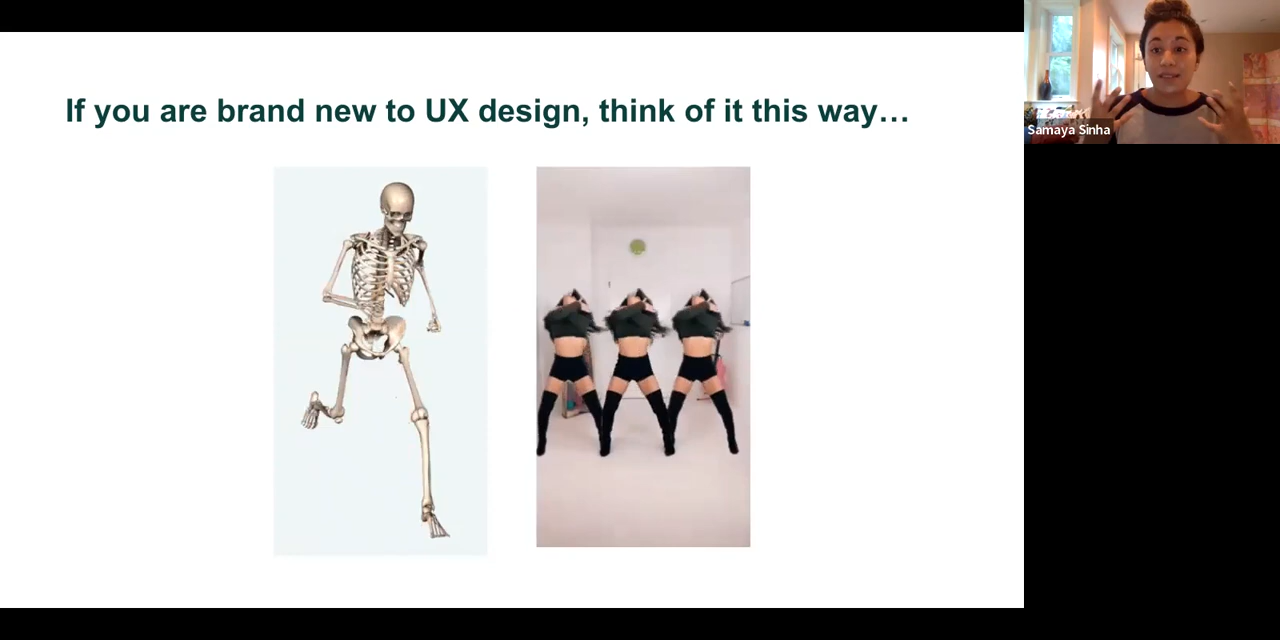 If you are brand new to UX design, think of it this way…
Samaya Sinha